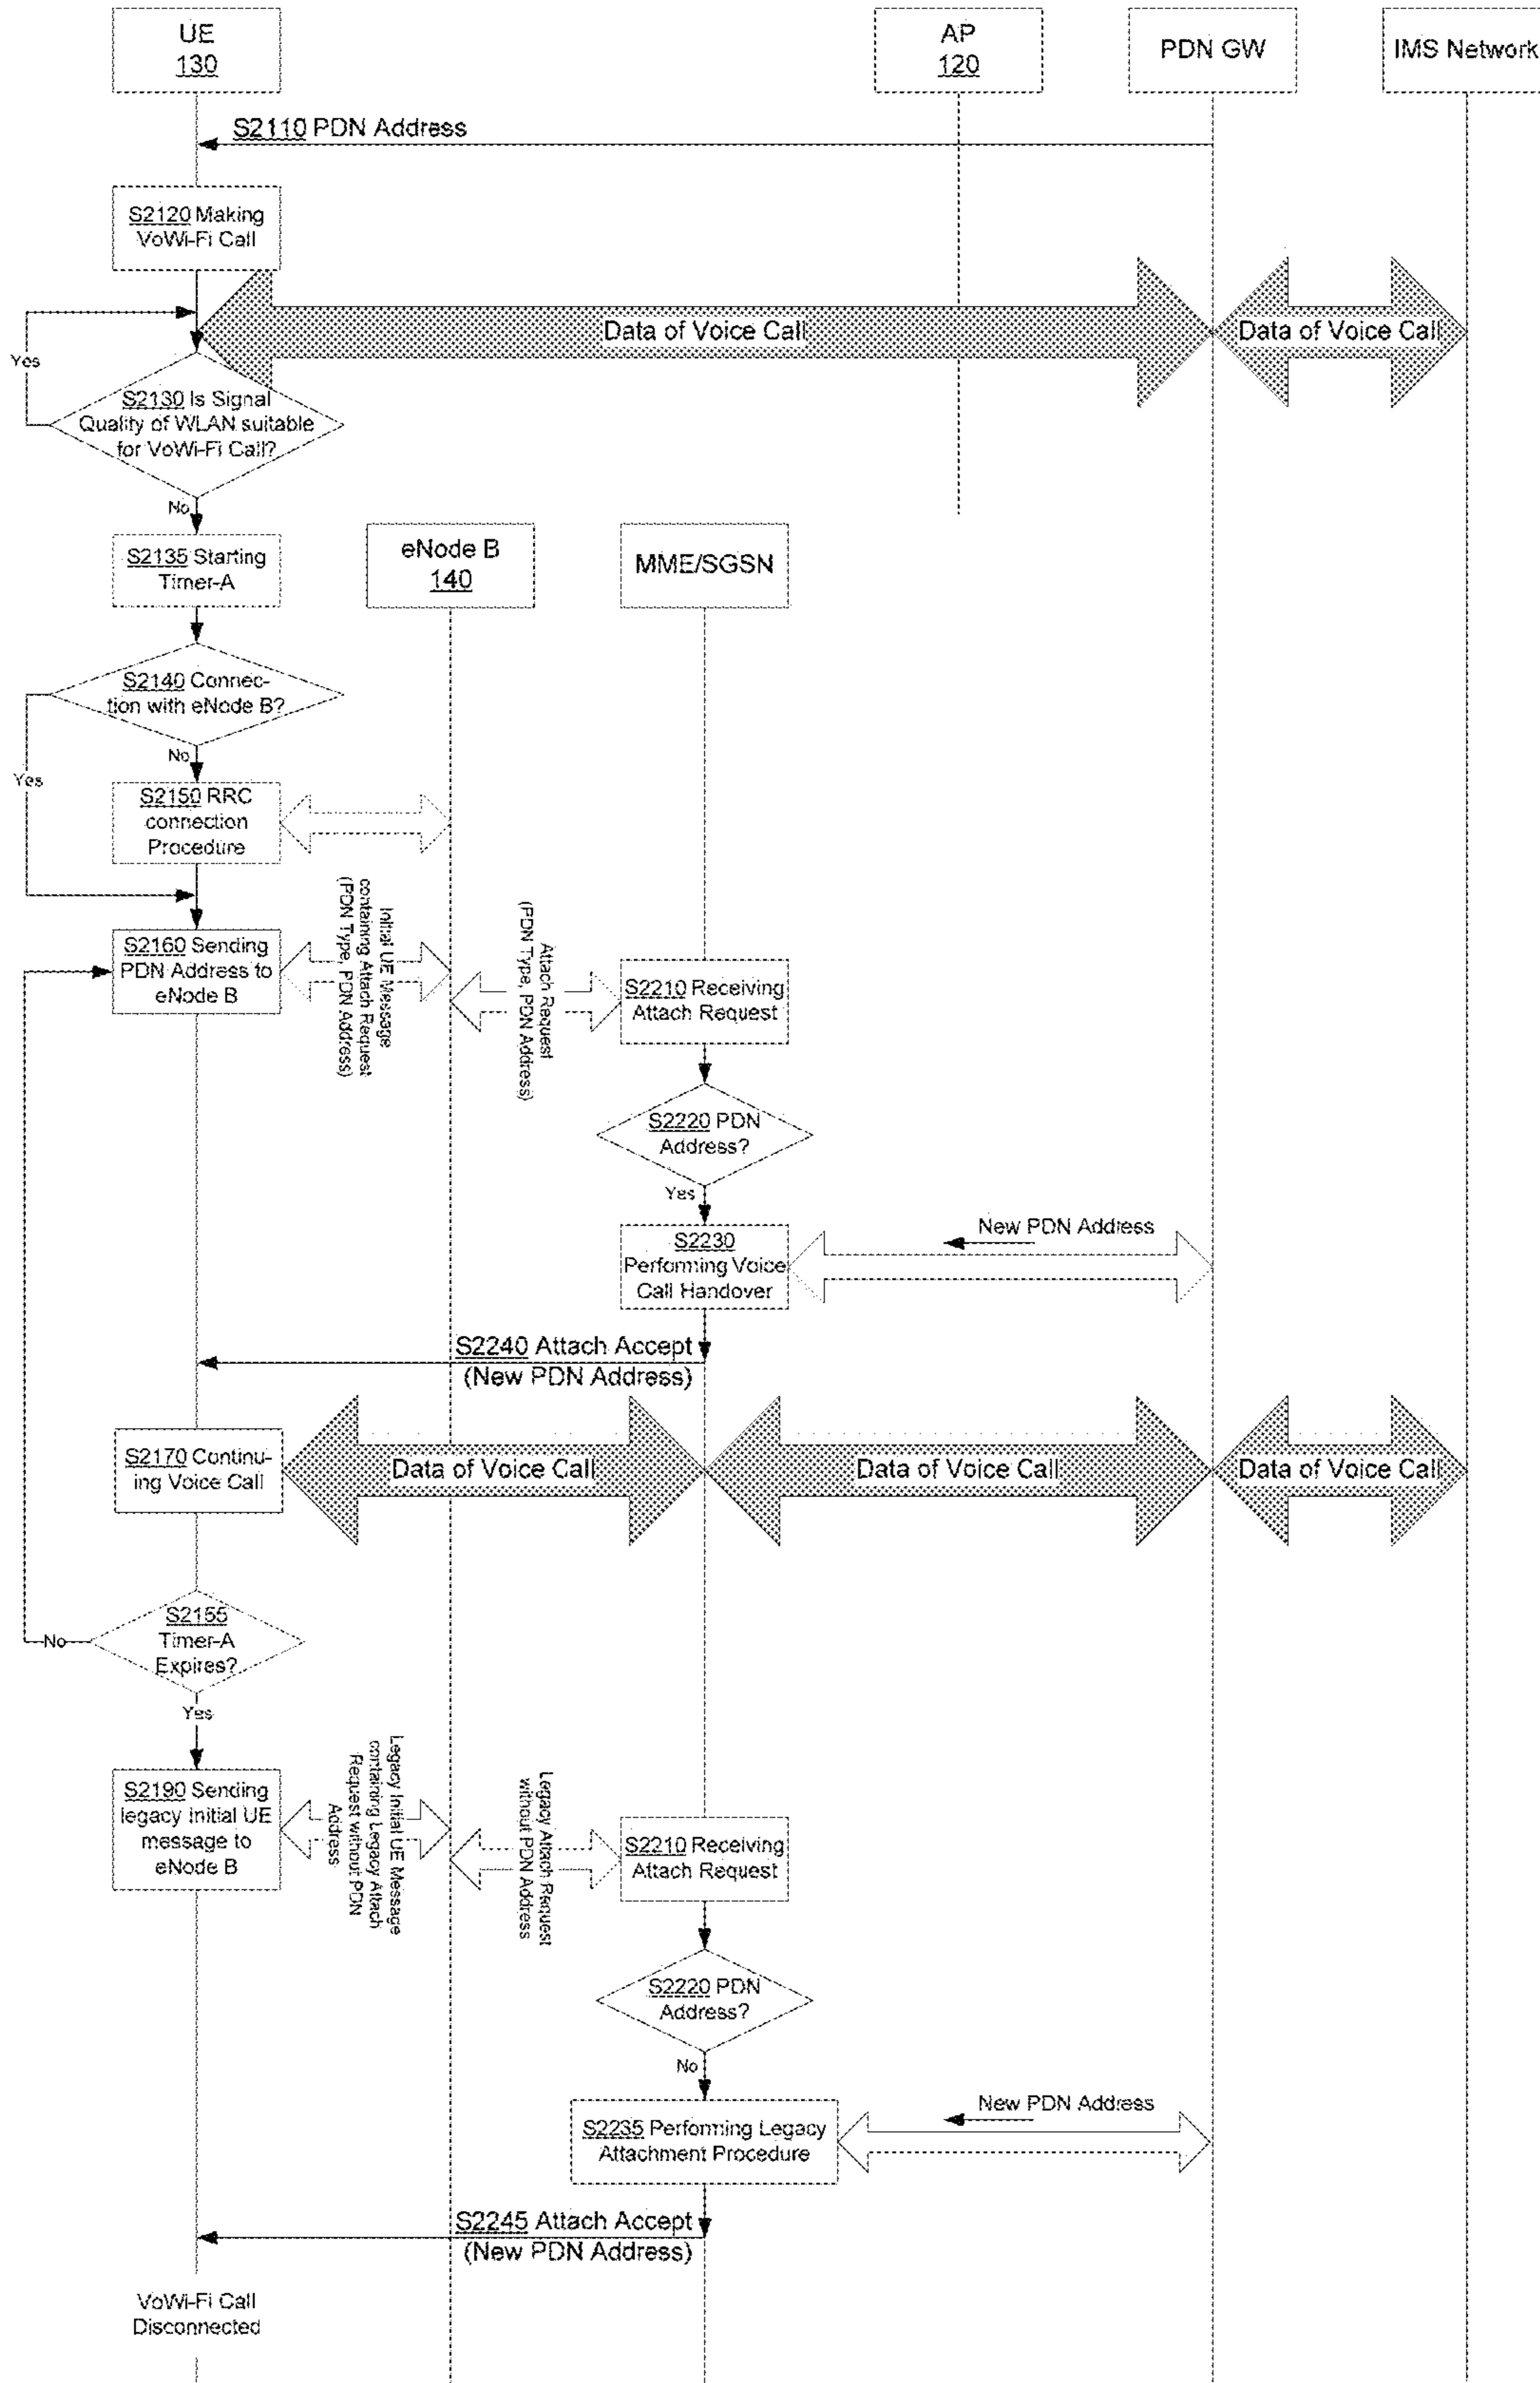 UE
130
AP
120
PDN GW
IMS Network
S2110 PDN Address
S2120 Making
VoWi-Fi Call
Data of Voice Call
Data of Voice Call
Yes
S2130 Is Signal
Quality of WLAN suitable
for VoWi-Fi Call?
No
S2135 Starting
Timer-A
eNode B
140
MME/SGSN
S2140 Connec-
tion with eNode B?
No
Yes
S2150 RRC
connection
Procedure
Initial UE Message
containing Attach Request
(PDN Type, PDN Address)
Attach Request
(PDN Type, PDN Address)
S2160 Sending
PDN Address to
eNode B
S2210 Receiving
Attach Request
S2220 PDN
Address?
Yes
New PDN Address
S2230
Performing Voice
Call Handover
S2240 Attach Accept
(New PDN Address)
S2170 Continu-
ing Voice Call
Data of Voice Call
Data of Voice Call
Data of Voice Call
S2155
Timer-A
Expires?
No
Yes
S2190 Sending
legacy initial UE
message to
eNode B
Legacy Initial UE Message
containing Legacy Attach
Request without PDN
Address
Legacy Attach Request
without PDN Address
S2210 Receiving
Attach Request
S2220 PDN
Address?
No
New PDN Address
S2235 Performing Legacy
Attachment Procedure
S2245 Attach Accept
(New PDN Address)
VoWi-Fi Call
Disconnected